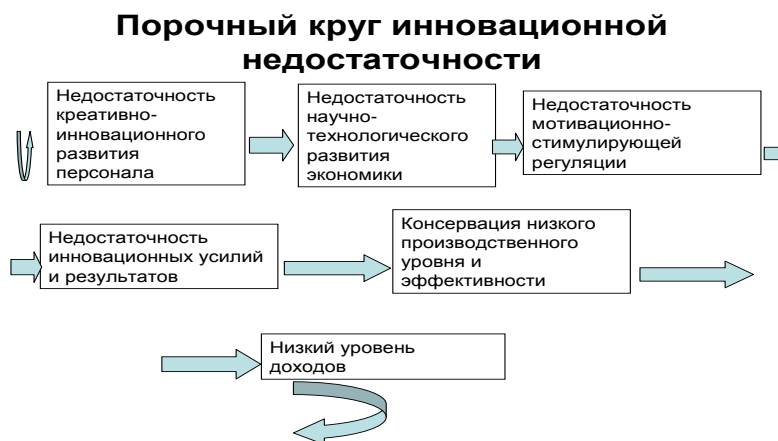 Порочный круг инновационной
недостаточности
Недостаточность
креативно-
инновационного
развития
персонала
Недостаточность
научно-
технологического
развития
экономики
Недостаточность
мотивационно-
стимулирующей
регуляции
Недостаточность
инновационных усилий
и результатов
Консервация низкого
производственного
уровня и
эффективности
Низкий уровень
доходов